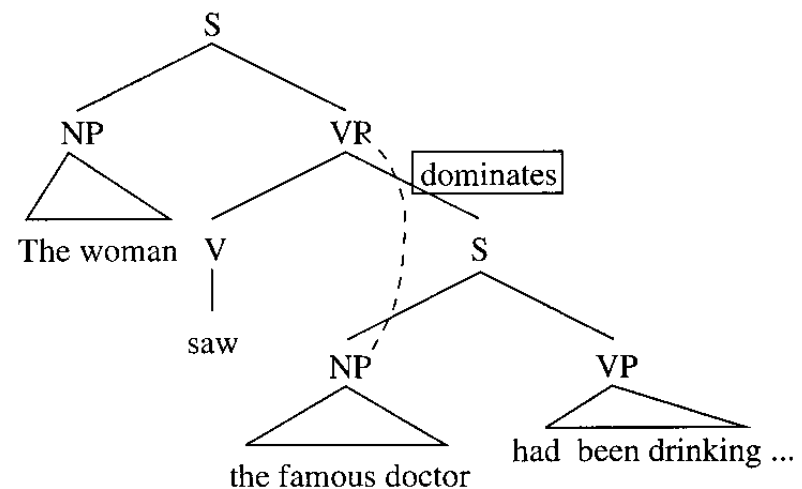 S
NP VR
dominates
The woman V S
saw
NP VP
the famous doctor had been drinking ...